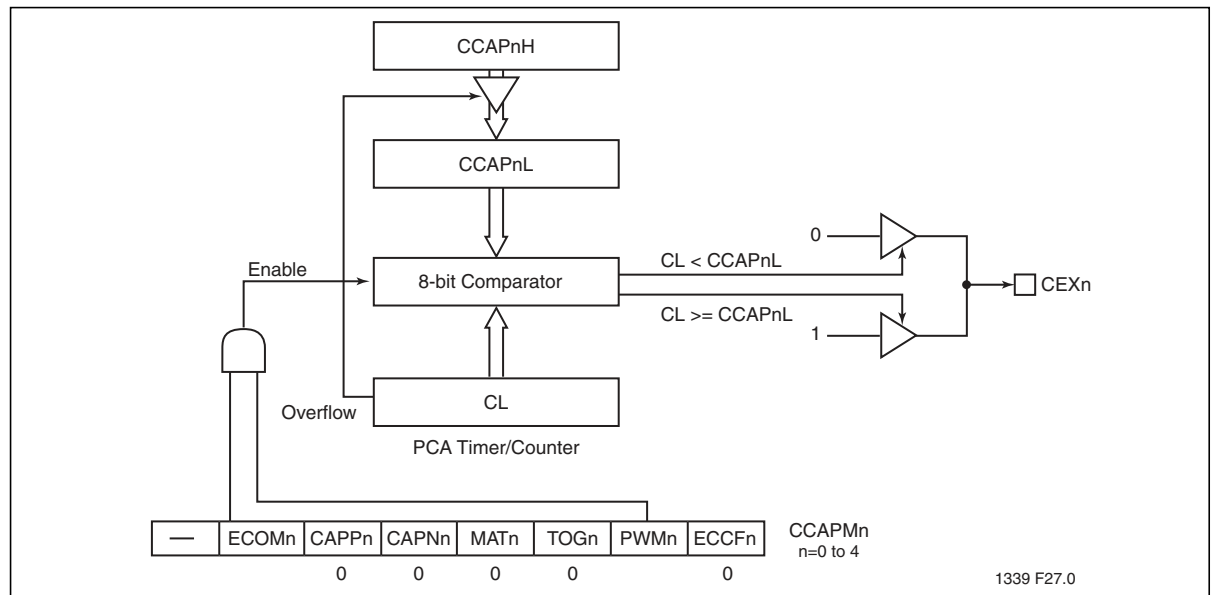 CCAPnH
CCAPnL
0
CL < CCAPnL
Enable
8-bit Comparator
CEXn
CL >= CCAPnL
1
CL
Overflow
PCA Timer/Counter
— ECOMn CAPPn CAPNn MATn TOGn PWMn ECCFn CCAPMn
n=0 to 4
0 0 0 0 0
1339 F27.0